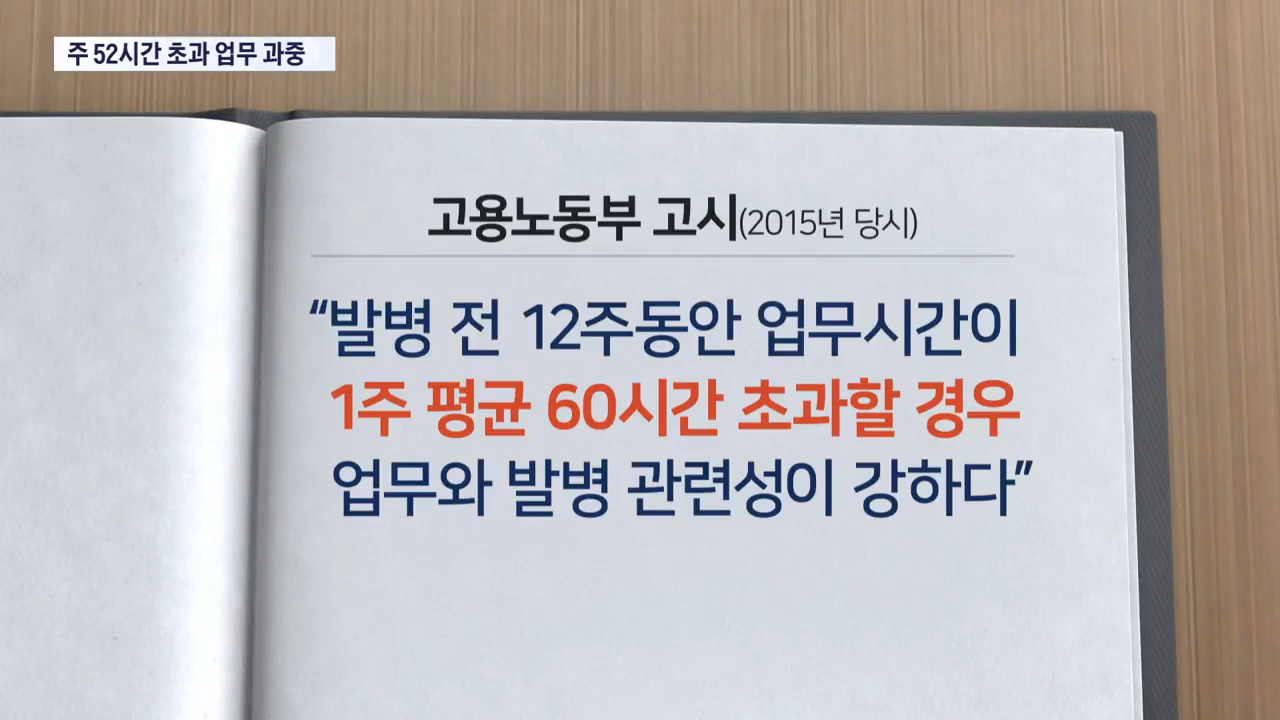 주 52시간 초과 업무 과중
고용노동부 고시(2015년 당시)
“발병 전 12주동안 업무시간이
1주 평균 60시간 초과할 경우
업무와 발병 관련성이 강하다”